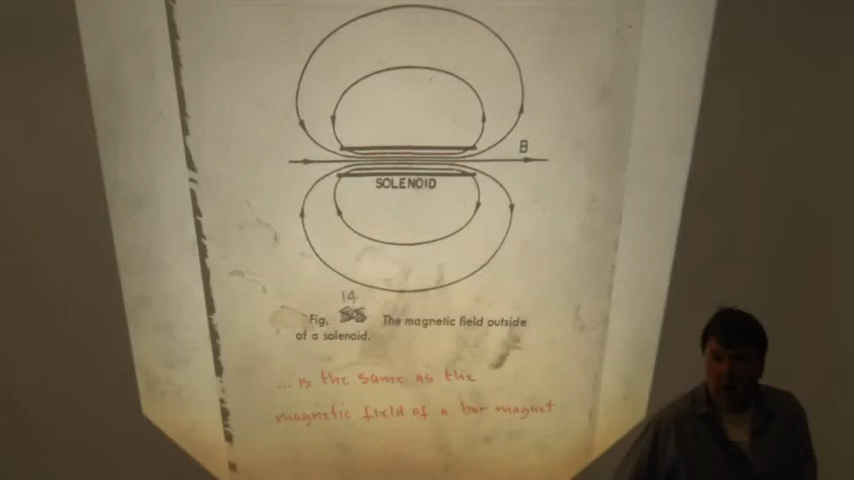 B
SOLENOID
14
Fig. The magnetic field outside
of a solenoid.
... is the same as the
magnetic field of a bar magnet